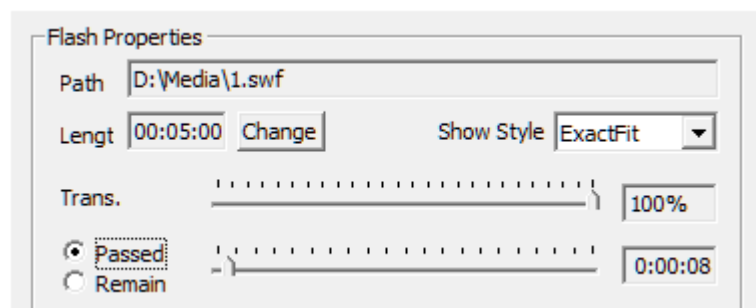 Flash Properties
Path D:\Media\1.swf
Lengt 00:05:00 Change Show Style ExactFit
Trans. 100%
Passed 0:00:08
Remain